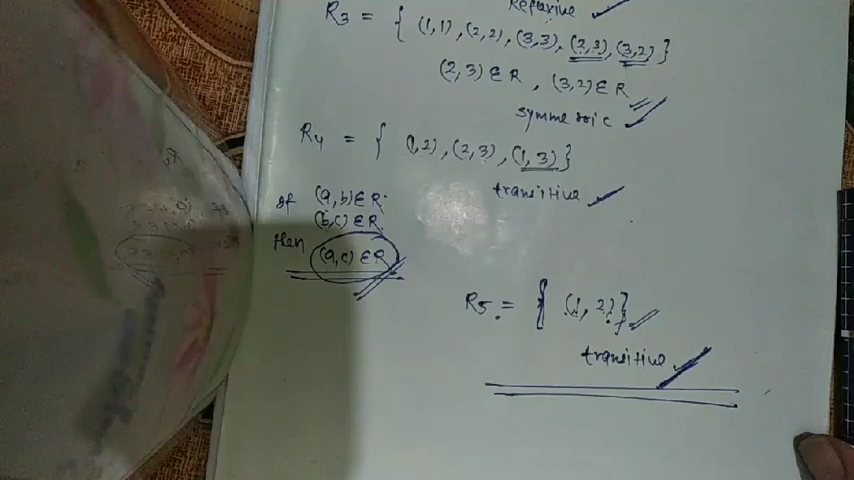 Reflexive ✓
R3 = { (1,1), (2,2), (3,3), (2,3), (3,2) }
(2,3) ∈ R , (3,2) ∈ R
symmetric ✓
R4 = { (1,2), (2,3), (1,3) }
transitive ✓
If (a,b) ∈ R
(b,c) ∈ R
then (a,c) ∈ R
R5 = { (1,2) }
transitive ✓